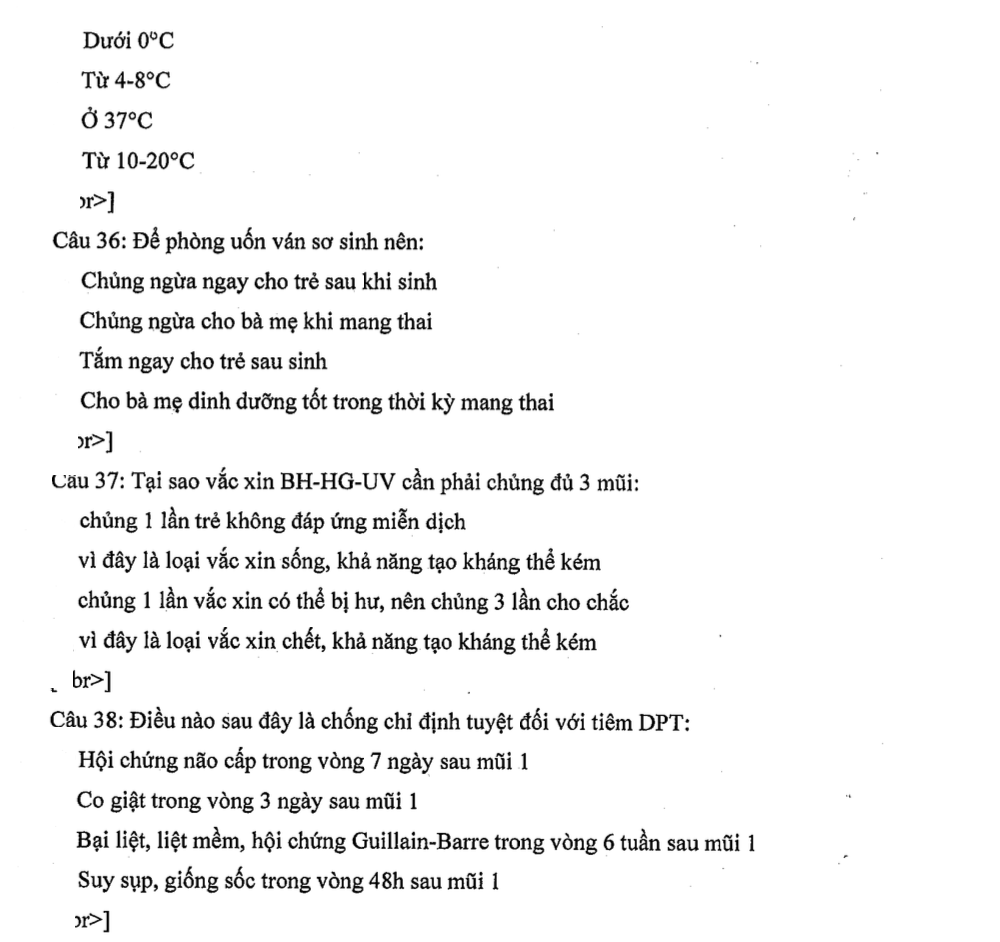 Dưới 0°C
Từ 4-8°C
Ở 37°C
Từ 10-20°C
br>]
Câu 36: Để phòng uốn ván sơ sinh nên:
Chủng ngừa ngay cho trẻ sau khi sinh
Chủng ngừa cho bà mẹ khi mang thai
Tắm ngay cho trẻ sau sinh
Cho bà mẹ dinh dưỡng tốt trong thời kỳ mang thai
br>]
Câu 37: Tại sao vắc xin BH-HG-UV cần phải chủng đủ 3 mũi:
chủng 1 lần trẻ không đáp ứng miễn dịch
vì đây là loại vắc xin sống, khả năng tạo kháng thể kém
chủng 1 lần vắc xin có thể bị hư, nên chủng 3 lần cho chắc
vì đây là loại vắc xin chết, khả năng tạo kháng thể kém
br>]
Câu 38: Điều nào sau đây là chống chỉ định tuyệt đối với tiêm DPT:
Hội chứng não cấp trong vòng 7 ngày sau mũi 1
Co giật trong vòng 3 ngày sau mũi 1
Bại liệt, liệt mềm, hội chứng Guillain-Barre trong vòng 6 tuần sau mũi 1
Suy sụp, giống sốc trong vòng 48h sau mũi 1
br>]